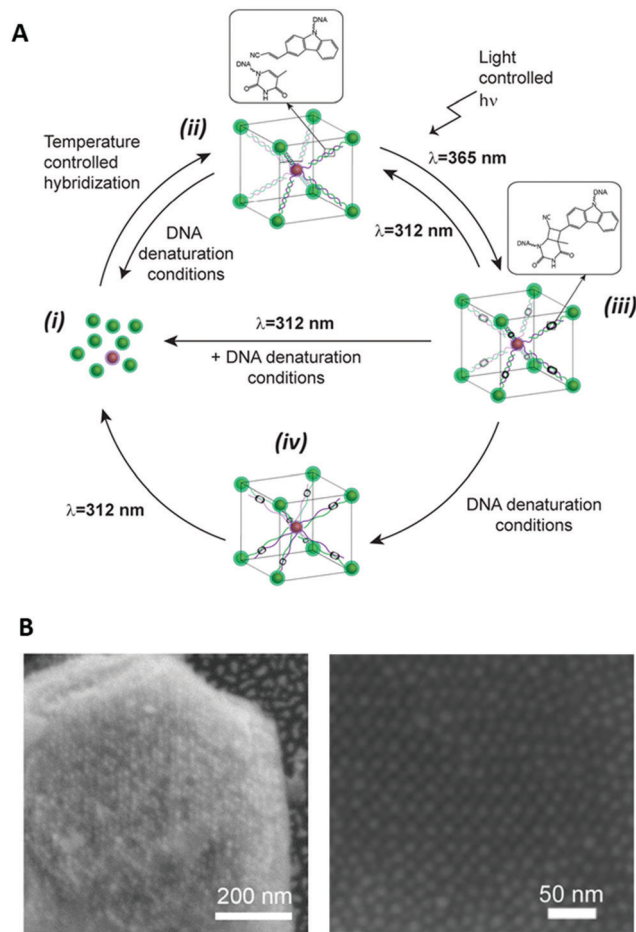 A
DNA
N
NC
DNA
N
O
N
H
O
(ii)
Light
controlled
hν
Temperature
controlled
hybridization
λ=365 nm
λ=312 nm
DNA
denaturation
conditions
DNA
N
NC
DNA
N
O
N
H
O
(i)
λ=312 nm
+ DNA denaturation
conditions
(iii)
(iv)
λ=312 nm
DNA denaturation
conditions
B
200 nm
50 nm